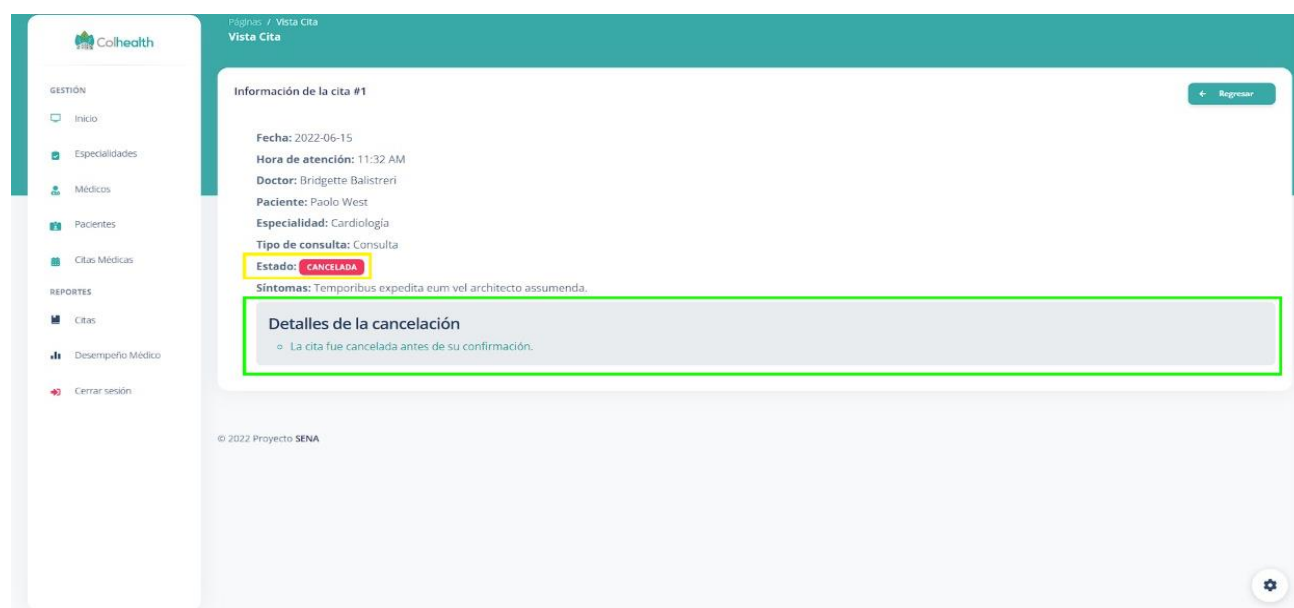 Colhealth
Páginas / Vista Cita
Vista Cita
GESTIÓN
Inicio
Especialidades
Médicos
Pacientes
Citas Médicas
REPORTES
Citas
Desempeño Médico
Cerrar sesión
Información de la cita #1
Regresar
Fecha: 2022-06-15
Hora de atención: 11:32 AM
Doctor: Bridgette Balistreri
Paciente: Paolo West
Especialidad: Cardiología
Tipo de consulta: Consulta
Estado: CANCELADA
Síntomas: Temporibus expedita eum vel architecto assumenda.
Detalles de la cancelación
La cita fue cancelada antes de su confirmación.
© 2022 Proyecto SENA